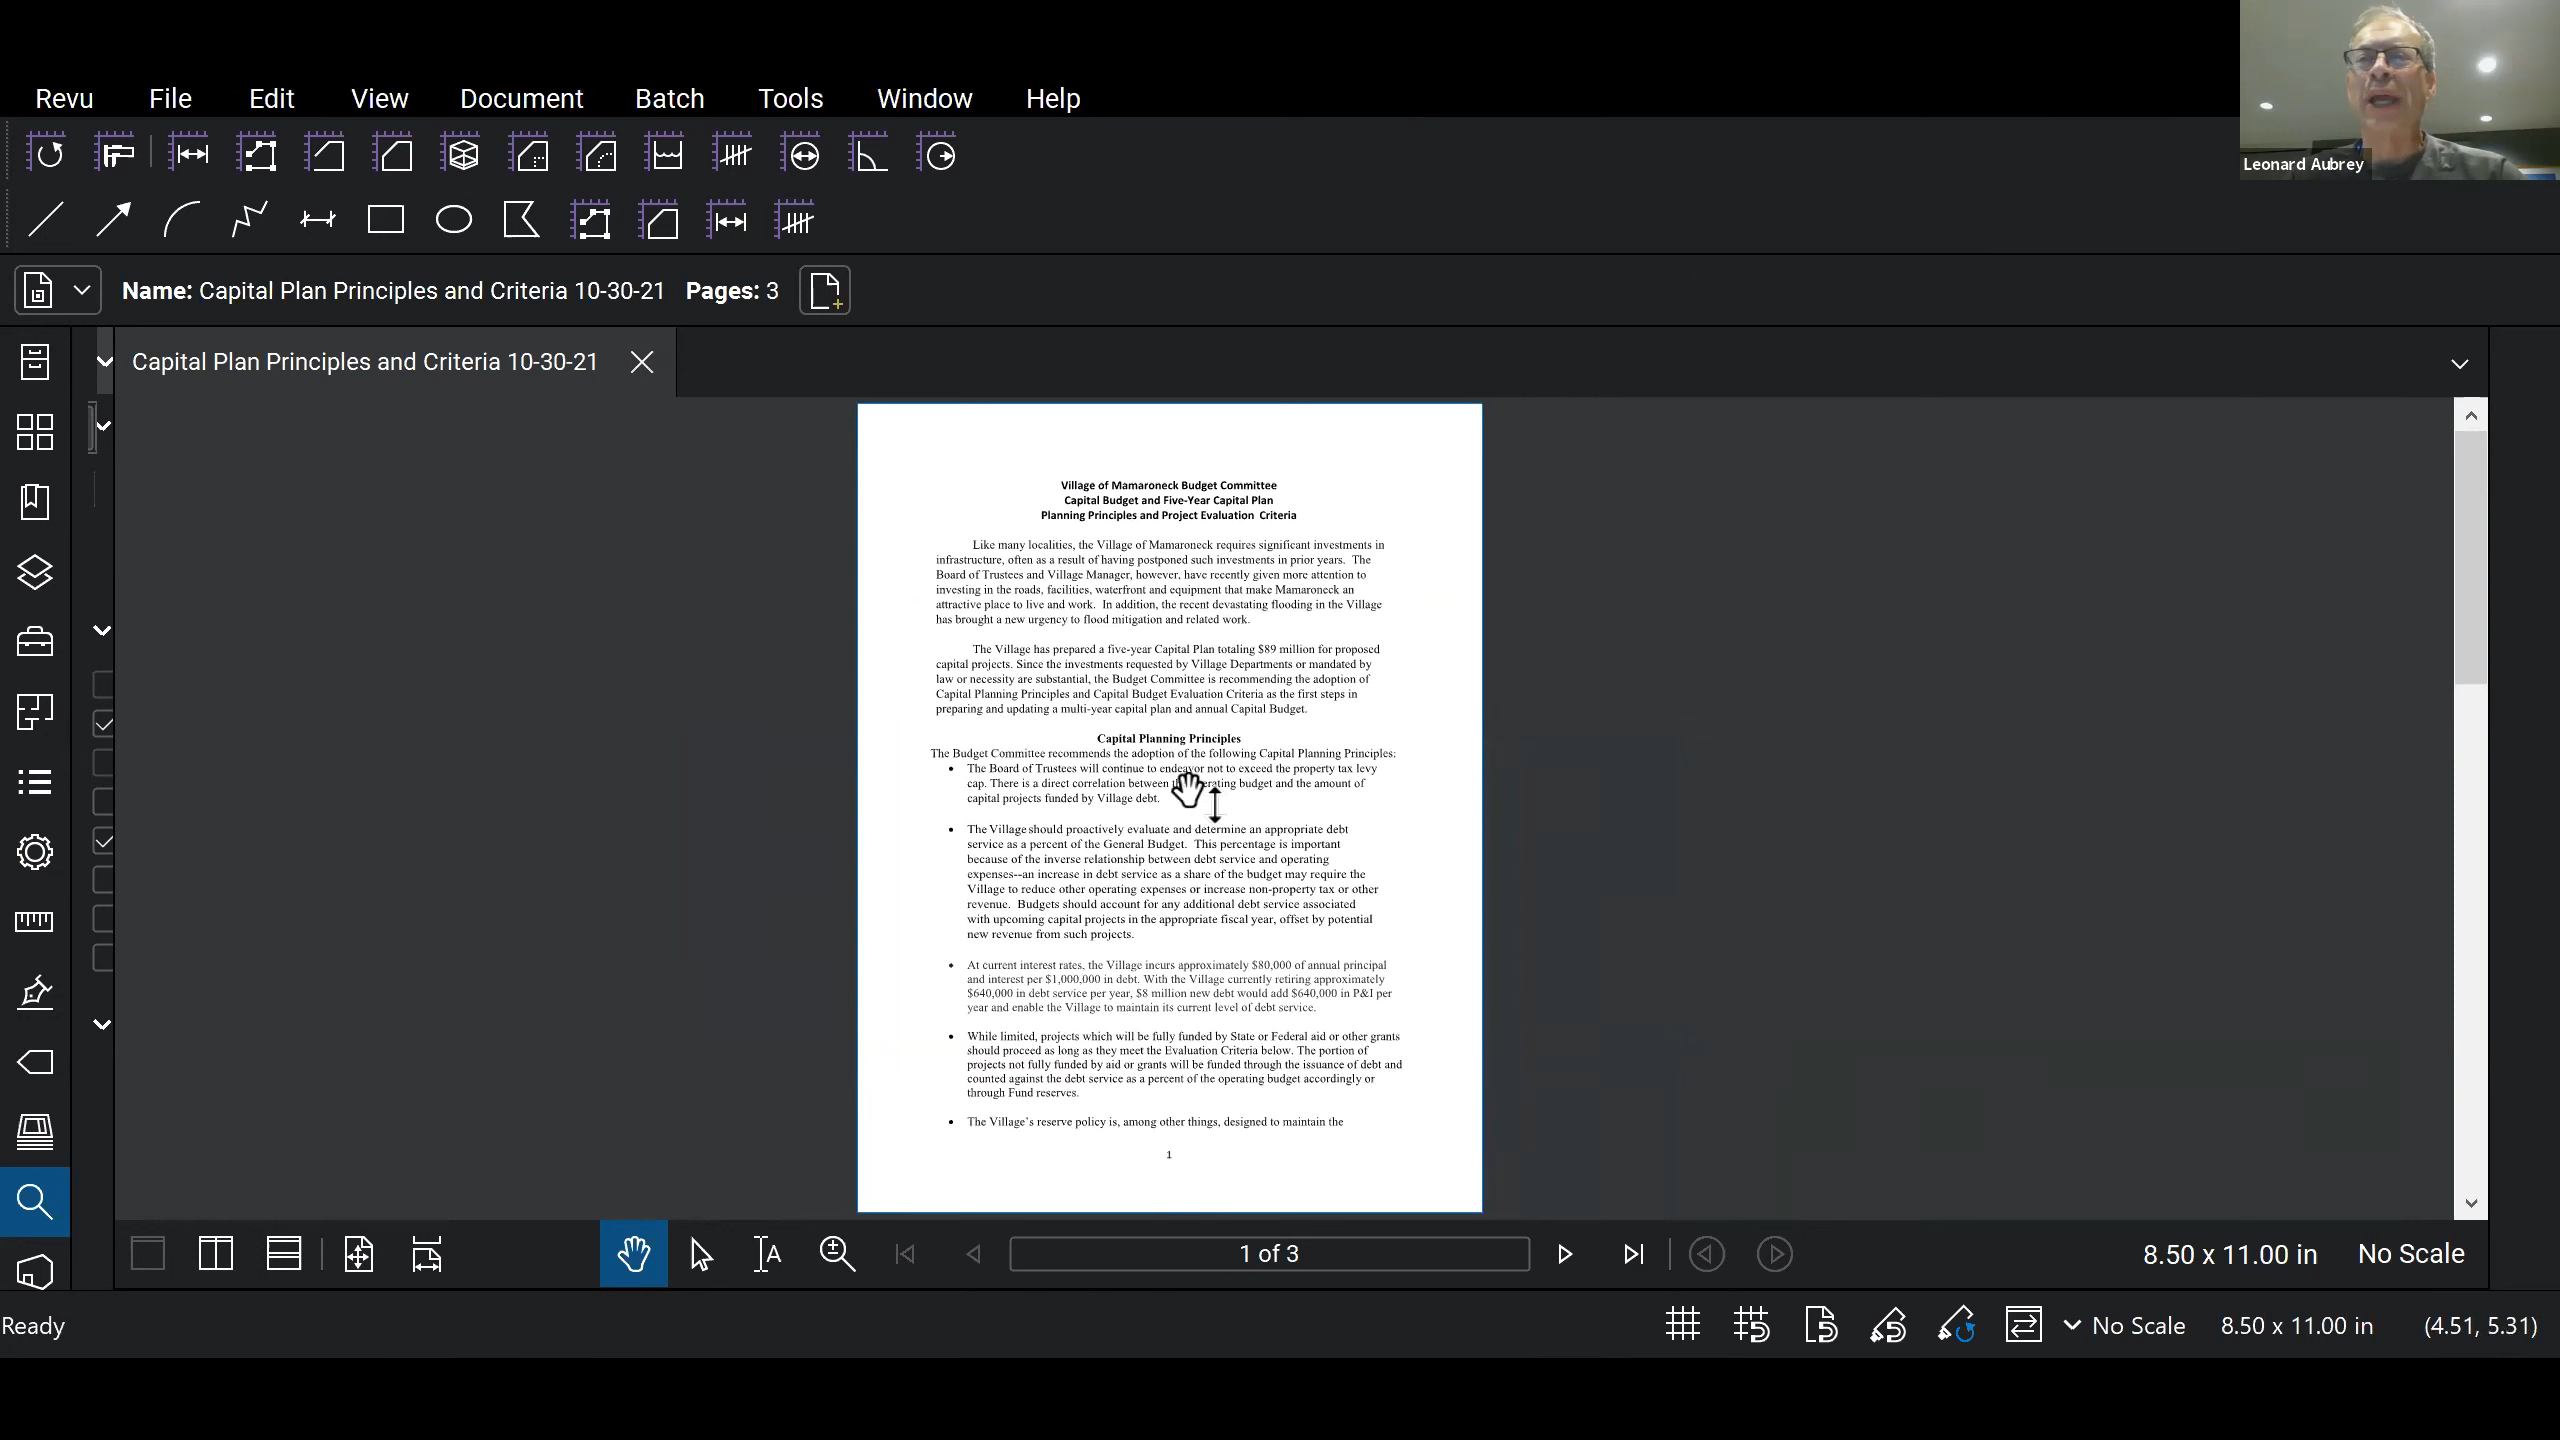 Revu File Edit View Document Batch Tools Window Help
Leonard Aubrey
Name: Capital Plan Principles and Criteria 10-30-21 Pages: 3
Capital Plan Principles and Criteria 10-30-21
Village of Mamaroneck Budget Committee
Capital Budget and Five-Year Capital Plan
Planning Principles and Project Evaluation Criteria
Like many localities, the Village of Mamaroneck requires significant investments in
infrastructure, often as a result of having postponed such investments in prior years. The
Board of Trustees and Village Manager, however, have recently given more attention to
investing in the roads, facilities, waterfront and equipment that make Mamaroneck an
attractive place to live and work. In addition, the recent devastating flooding in the Village
has brought a new urgency to flood mitigation and related work.
The Village has prepared a five-year Capital Plan totaling $89 million for proposed
capital projects. Since the investments requested by Village Departments or mandated by
law or necessity are substantial, the Budget Committee is recommending the adoption of
Capital Planning Principles and Capital Budget Evaluation Criteria as the first steps in
preparing and updating a multi-year capital plan and annual Capital Budget.
Capital Planning Principles
The Budget Committee recommends the adoption of the following Capital Planning Principles:
• The Board of Trustees will continue to endeavor not to exceed the property tax levy
cap. There is a direct correlation between budget and the amount of
capital projects funded by Village debt.
• The Village should proactively evaluate and determine an appropriate debt
service as a percent of the General Budget. This percentage is important
because of the inverse relationship between debt service and operating
expenses--an increase in debt service as a share of the budget may require the
Village to reduce other operating expenses or increase non-property tax or other
revenue. Budgets should account for any additional debt service associated
with upcoming capital projects in the appropriate fiscal year, offset by potential
new revenue from such projects.
• At current interest rates, the Village incurs approximately $80,000 of annual principal
and interest per $1,000,000 in debt. With the Village currently retiring approximately
$640,000 in debt service per year, $8 million new debt would add $640,000 in P&I per
year and enable the Village to maintain its current level of debt service.
• While limited, projects which will be fully funded by State or Federal aid or other grants
should proceed as long as they meet the Evaluation Criteria below. The portion of
projects not fully funded by aid or grants will be funded through the issuance of debt and
counted against the debt service as a percent of the operating budget accordingly or
through Fund reserves.
• The Village's reserve policy is, among other things, designed to maintain the
1
1 of 3
8.50 x 11.00 in No Scale
Ready
No Scale 8.50 x 11.00 in (4.51, 5.31)